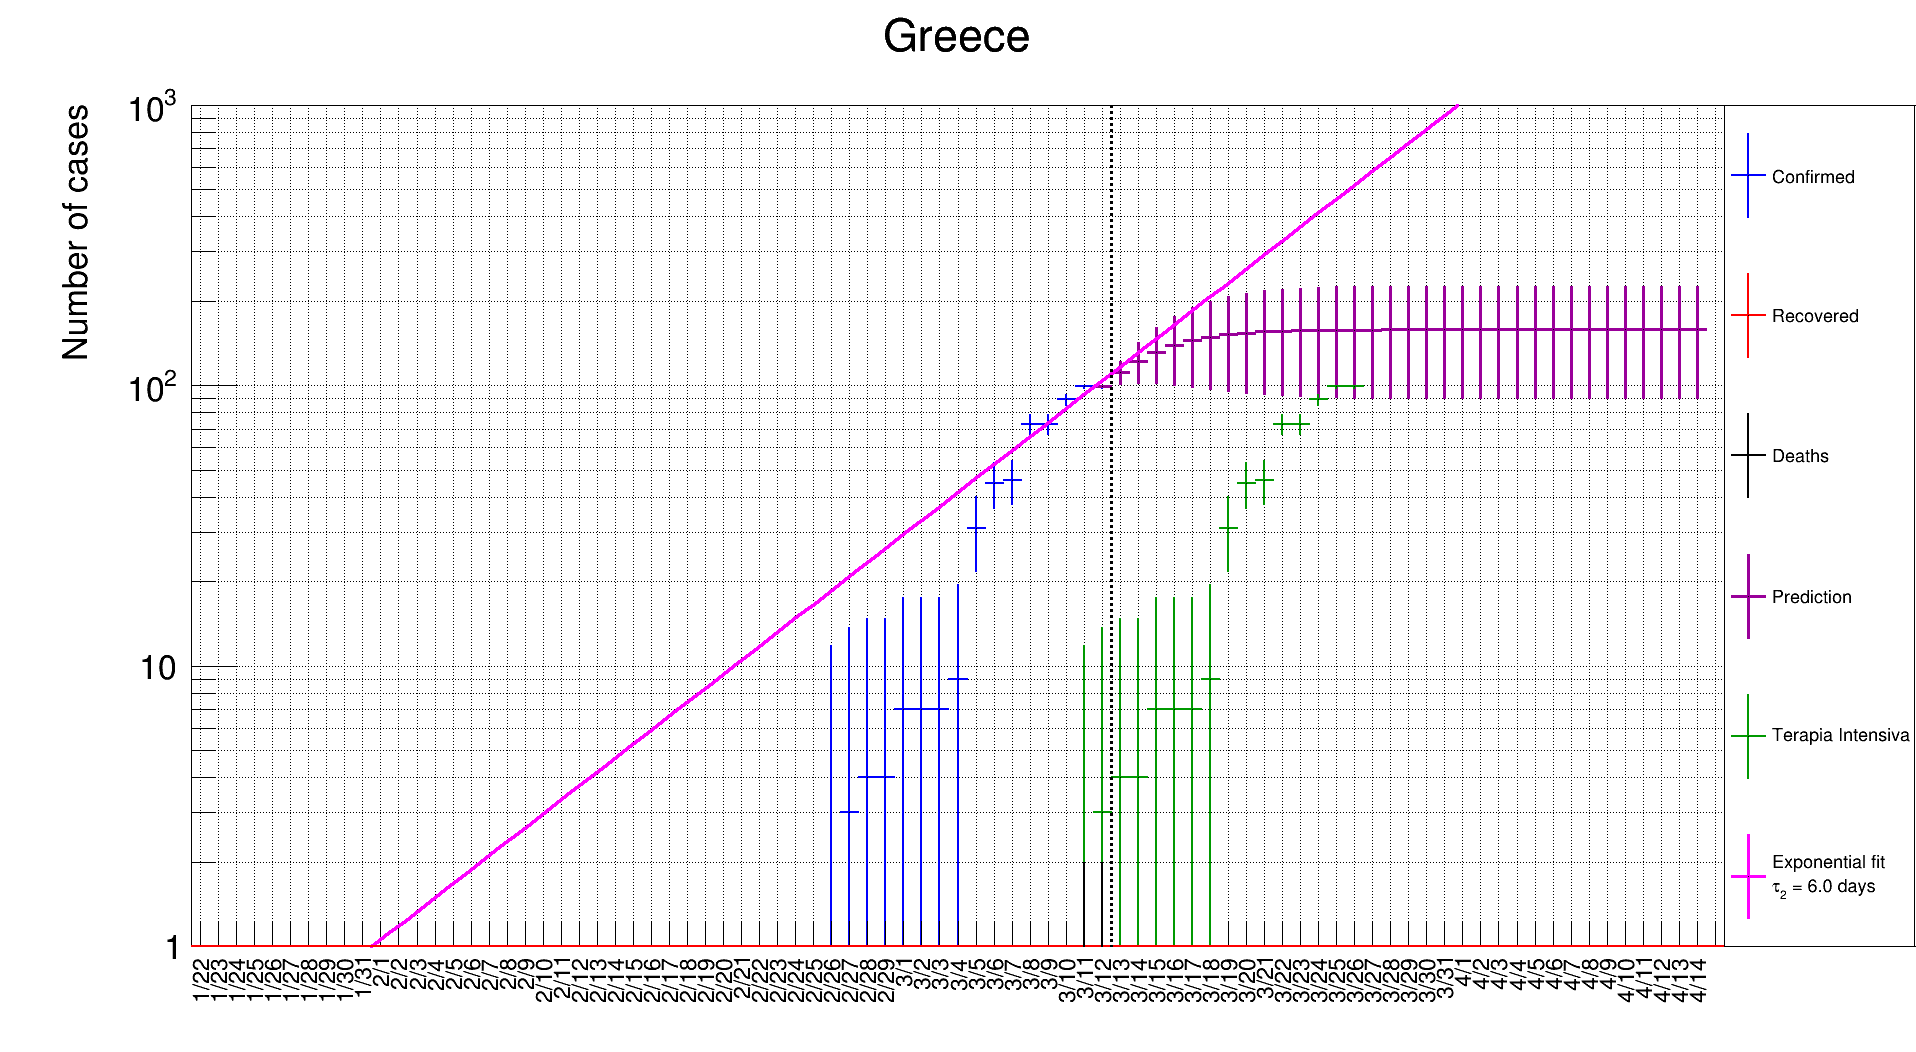 Greece
Number of cases
10³
10²
10
1
1/22 1/23 1/24 1/25 1/26 1/27 1/28 1/29 1/30 1/31 2/1 2/2 2/3 2/4 2/5 2/6 2/7 2/8 2/9 2/10 2/11 2/12 2/13 2/14 2/15 2/16 2/17 2/18 2/19 2/20 2/21 2/22 2/23 2/24 2/25 2/26 2/27 2/28 2/29 3/1 3/2 3/3 3/4 3/5 3/6 3/7 3/8 3/9 3/10 3/11 3/12 3/13 3/14 3/15 3/16 3/17 3/18 3/19 3/20 3/21 3/22 3/23 3/24 3/25 3/26 3/27 3/28 3/29 3/30 3/31 4/1 4/2 4/3 4/4 4/5 4/6 4/7 4/8 4/9 4/10 4/11 4/12 4/13 4/14
Confirmed
Recovered
Deaths
Prediction
Terapia Intensiva
Exponential fit
τ₂ = 6.0 days